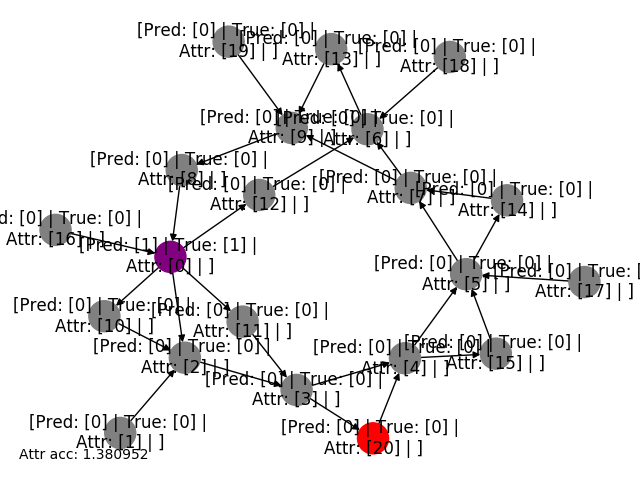 [Pred: [0] | True: [0] |
Attr: [19] | ]
[Pred: [0] | True: [0] |
Attr: [13] | ]
[Pred: [0] | True: [0] |
Attr: [18] | ]
[Pred: [0] | True: [0] |
Attr: [9] | ]
[Pred: [0] | True: [0] |
Attr: [6] | ]
[Pred: [0] | True: [0] |
Attr: [8] | ]
[Pred: [0] | True: [0] |
Attr: [12] | ]
[Pred: [0] | True: [0] |
Attr: [7] | ]
[Pred: [0] | True: [0] |
Attr: [14] | ]
d: [0] | True: [0] |
Attr: [16] | ]
[Pred: [1] | True: [1] |
Attr: [0] | ]
[Pred: [0] | True: [0] |
Attr: [5] | ]
[Pred: [0] | True: [0] |
Attr: [17] | ]
[Pred: [0] | True: [0] |
Attr: [10] | ]
[Pred: [0] | True: [0] |
Attr: [11] | ]
[Pred: [0] | True: [0] |
Attr: [2] | ]
[Pred: [0] | True: [0] |
Attr: [4] | ]
[Pred: [0] | True: [0] |
Attr: [15] | ]
[Pred: [0] | True: [0] |
Attr: [3] | ]
[Pred: [0] | True: [0] |
Attr: [1] | ]
[Pred: [0] | True: [0] |
Attr: [20] | ]
Attr acc: 1.380952